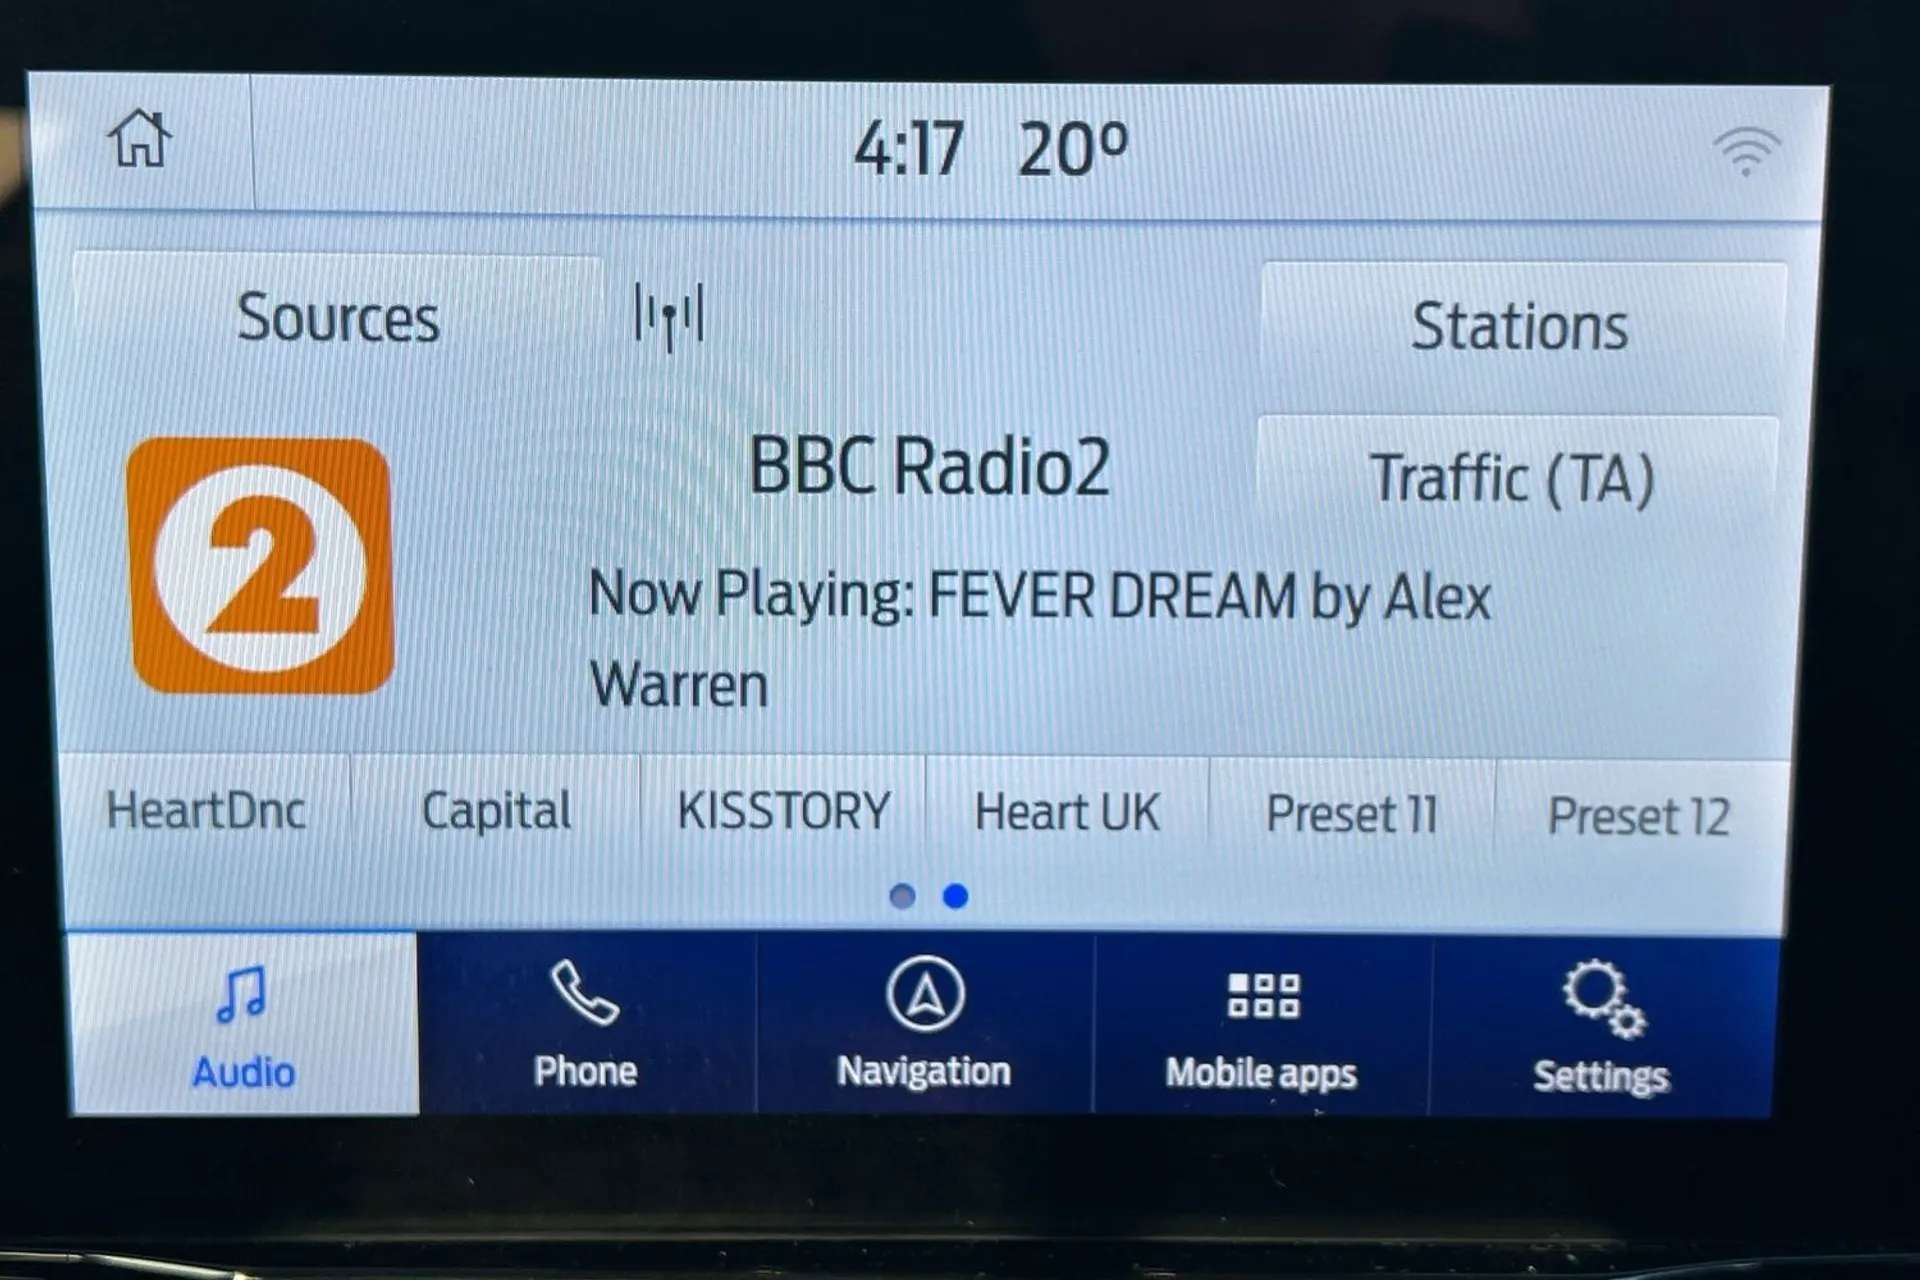 4:17 20º
Sources
Stations
BBC Radio2
Traffic (TA)
2
Now Playing: FEVER DREAM by Alex
Warren
HeartDnc Capital KISSTORY Heart UK Preset 11 Preset 12
Audio Phone Navigation Mobile apps Settings